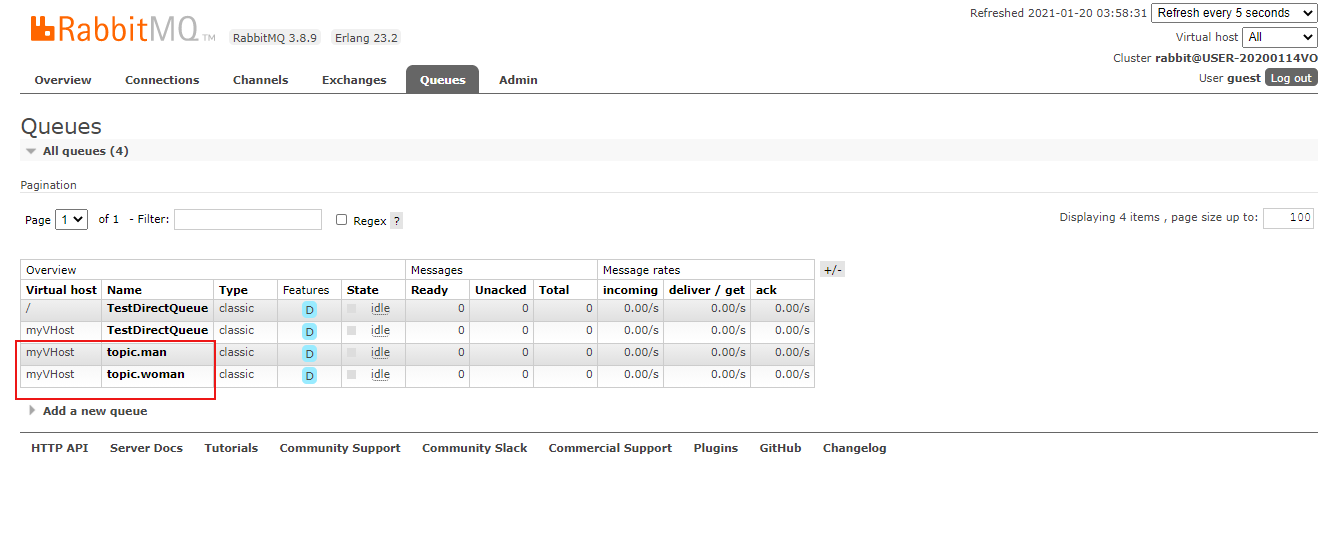 Refreshed 2021-01-20 03:58:31 Refresh every 5 seconds
RabbitMQ TM RabbitMQ 3.8.9 Erlang 23.2
Virtual host All
Cluster rabbit@USER-20200114VO
User guest Log out
Overview Connections Channels Exchanges Queues Admin
Queues
All queues (4)
Pagination
Page 1 of 1 - Filter: Regex ? Displaying 4 items , page size up to: 100
Overview Messages Message rates +/-
Virtual host Name Type Features State Ready Unacked Total incoming deliver / get ack
/ TestDirectQueue classic D idle 0 0 0 0.00/s 0.00/s 0.00/s
myVHost TestDirectQueue classic D idle 0 0 0 0.00/s 0.00/s 0.00/s
myVHost topic.man classic D idle 0 0 0 0.00/s 0.00/s 0.00/s
myVHost topic.woman classic D idle 0 0 0 0.00/s 0.00/s 0.00/s
Add a new queue
HTTP API Server Docs Tutorials Community Support Community Slack Commercial Support Plugins GitHub Changelog